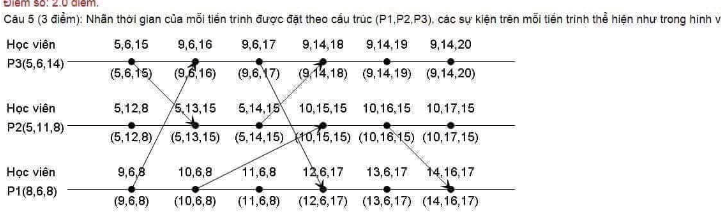 Điểm số: 2.0 điểm.
Câu 5 (3 điểm): Nhãn thời gian của mỗi tiến trình được đặt theo cấu trúc (P1,P2,P3), các sự kiện trên mỗi tiến trình thể hiện như trong hình v
Học viên 5,6,15 9,6,16 9,6,17 9,14,18 9,14,19 9,14,20
P3(5,6,14)
(5,6,15) (9,6,16) (9,6,17) (9,14,18) (9,14,19) (9,14,20)
Học viên 5,12,8 5,13,15 5,14,15 10,15,15 10,16,15 10,17,15
P2(5,11,8)
(5,12,8) (5,13,15) (5,14,15) (10,15,15) (10,16,15) (10,17,15)
Học viên 9,6,8 10,6,8 11,6,8 12,6,17 13,6,17 14,16,17
P1(8,6,8)
(9,6,8) (10,6,8) (11,6,8) (12,6,17) (13,6,17) (14,16,17)